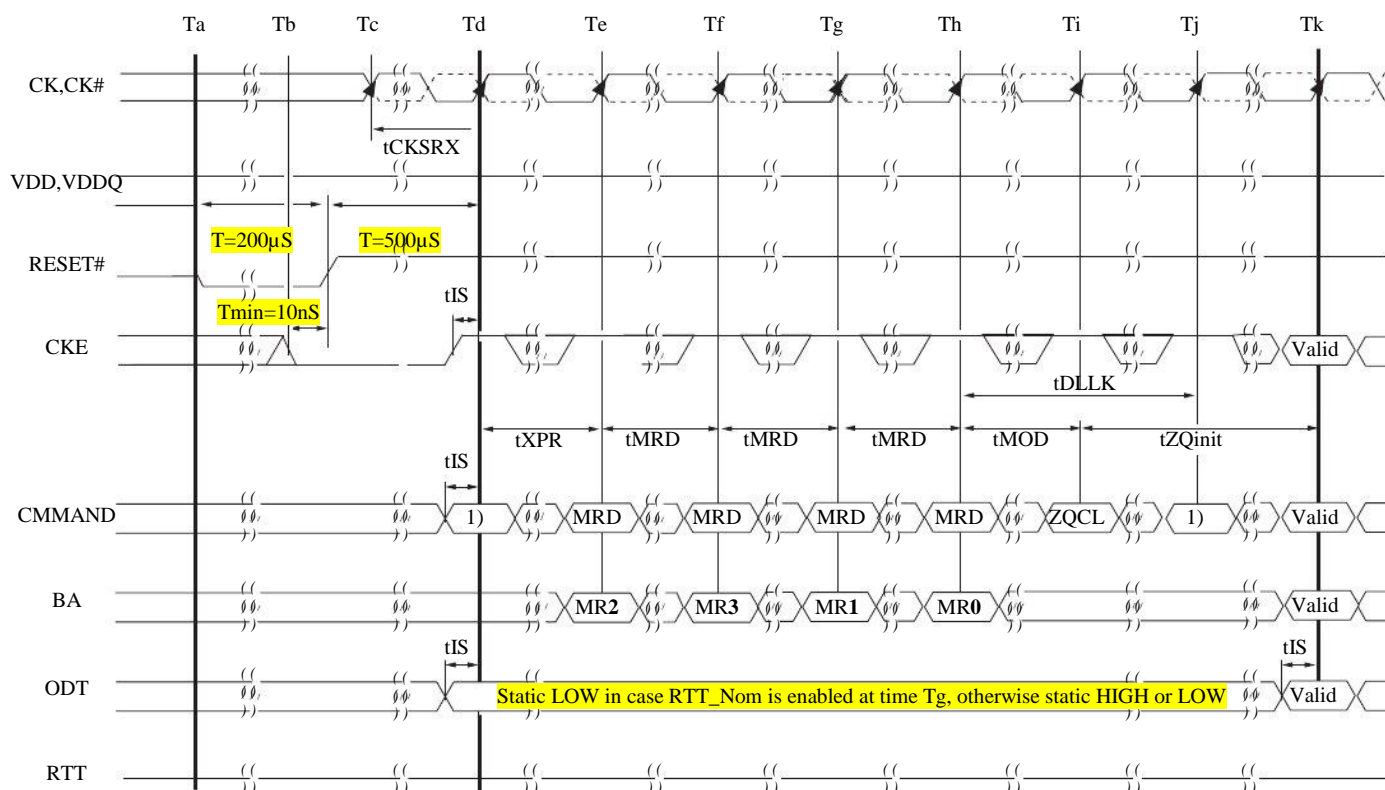 Ta Tb Tc Td Te Tf Tg Th Ti Tj Tk
CK,CK#
tCKSRX
VDD,VDDQ
T=200µS T=500µS
RESET#
Tmin=10nS tIS
CKE Valid
tDLLK
tXPR tMRD tMRD tMRD tMOD tZQinit
tIS
CMMAND 1) MRD MRD MRD MRD ZQCL 1) Valid
BA MR2 MR3 MR1 MR0 Valid
tIS tIS
ODT Static LOW in case RTT_Nom is enabled at time Tg, otherwise static HIGH or LOW Valid
RTT